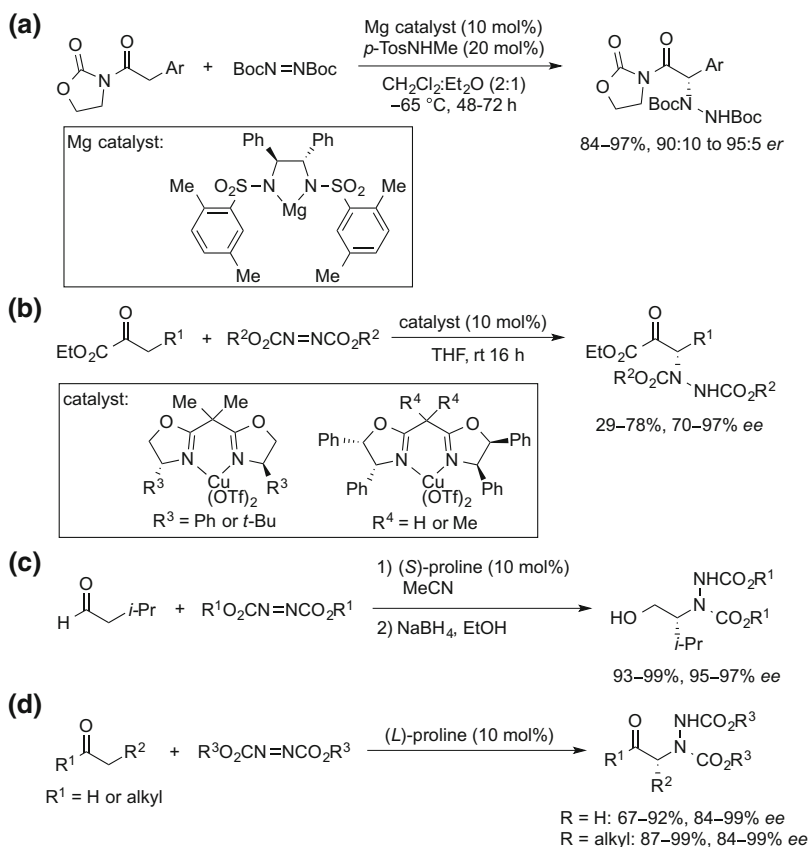 (a)
O O
N Ar
O
+ BocN=NBoc
Mg catalyst (10 mol%)
p-TosNHMe (20 mol%)
CH2Cl2:Et2O (2:1)
–65 °C, 48-72 h
O O
N Ar
O
BocN
NHBoc
84–97%, 90:10 to 95:5 er
Mg catalyst:
Ph Ph
Me O2S–N N–SO2 Me
Mg
Me Me
(b)
O
EtO2C R1
+ R2O2CN=NCO2R2
catalyst (10 mol%)
THF, rt 16 h
O
EtO2C R1
R2O2CN
NHCO2R2
29–78%, 70–97% ee
catalyst:
Me Me
O O
N N
Cu
R3 (OTf)2 R3
R3 = Ph or t-Bu
R4 R4
O O
Ph Ph
N N
Ph Cu Ph
(OTf)2
R4 = H or Me
(c)
O
H i-Pr
+ R1O2CN=NCO2R1
1) (S)-proline (10 mol%)
MeCN
2) NaBH4, EtOH
NHCO2R1
HO N CO2R1
i-Pr
93–99%, 95–97% ee
(d)
O
R1 R2
R1 = H or alkyl
+ R3O2CN=NCO2R3
(L)-proline (10 mol%)
O NHCO2R3
R1 N CO2R3
R2
R = H: 67–92%, 84–99% ee
R = alkyl: 87–99%, 84–99% ee